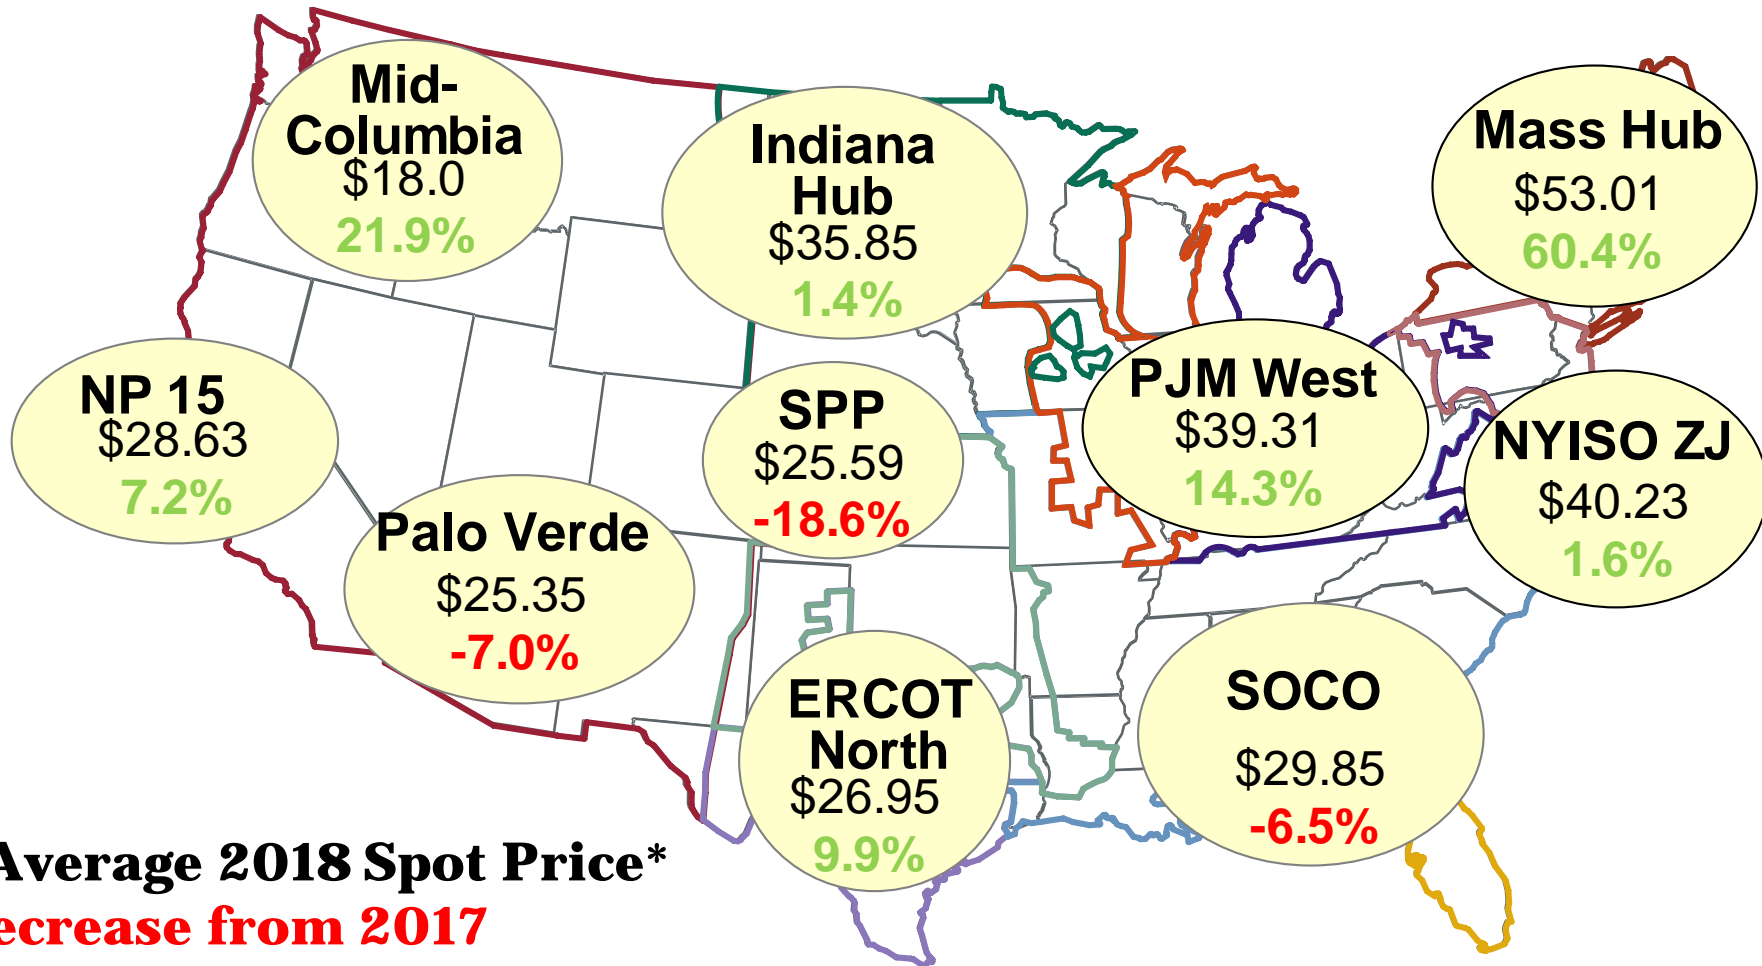 Mid-
Columbia
$18.0
21.9%
Indiana
Hub
$35.85
1.4%
Mass Hub
$53.01
60.4%
NP 15
$28.63
7.2%
SPP
$25.59
-18.6%
PJM West
$39.31
14.3%
NYISO ZJ
$40.23
1.6%
Palo Verde
$25.35
-7.0%
ERCOT
North
$26.95
9.9%
SOCO
$29.85
-6.5%
Average 2018 Spot Price*
ecrease from 2017